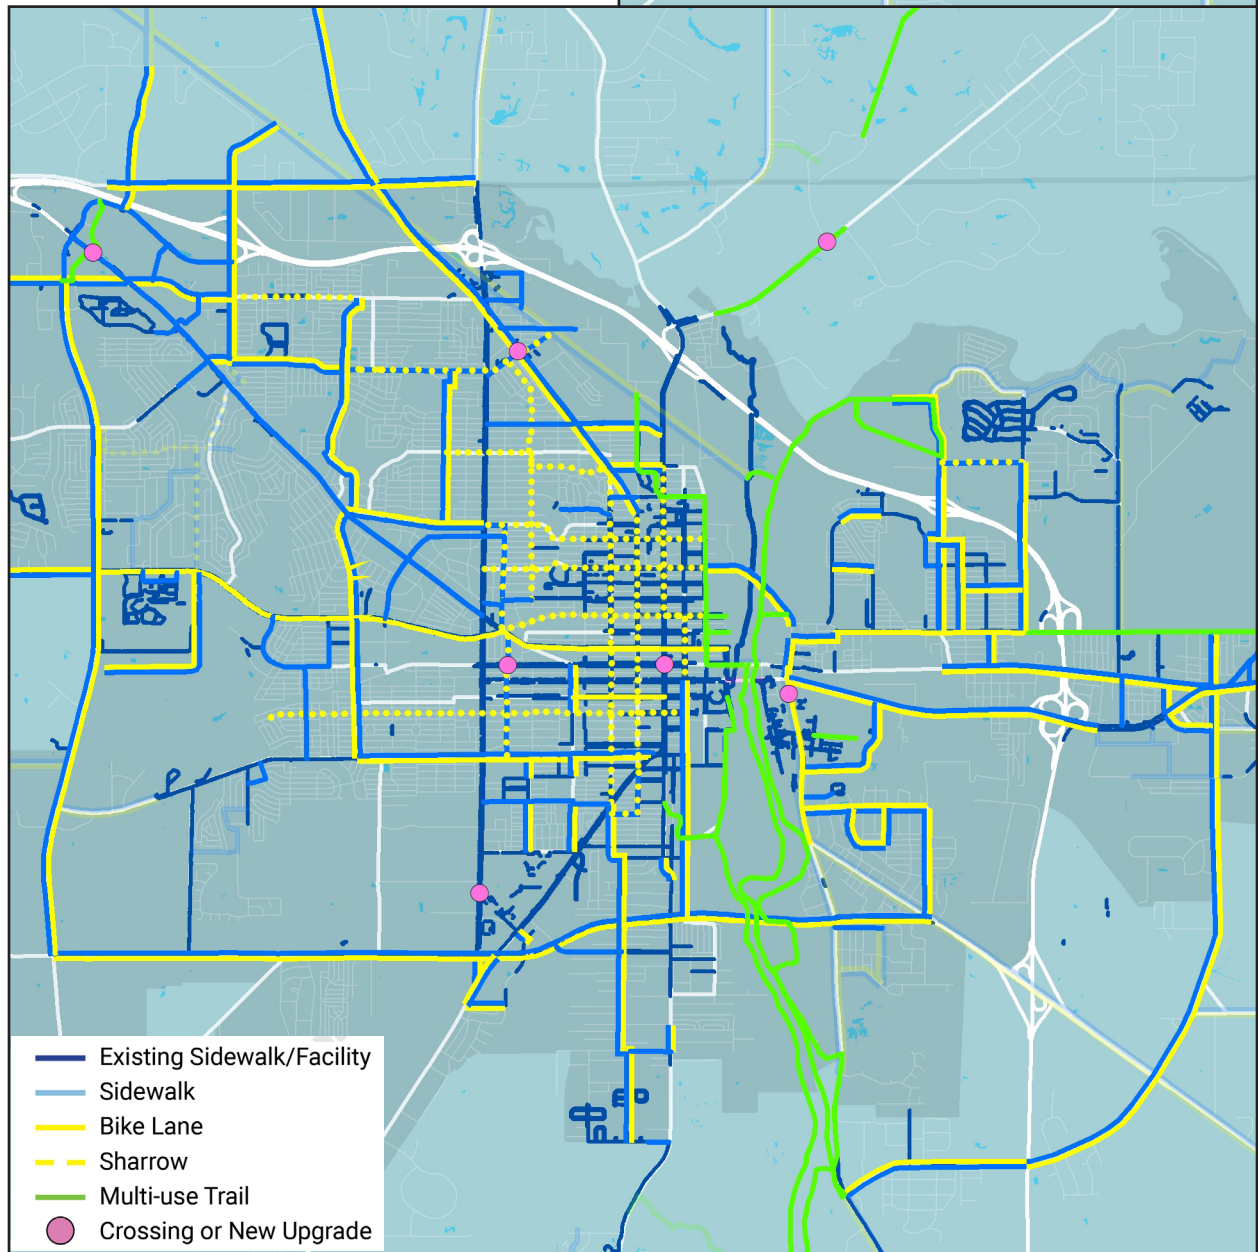 Existing Sidewalk/Facility
Sidewalk
Bike Lane
Sharrow
Multi-use Trail
Crossing or New Upgrade